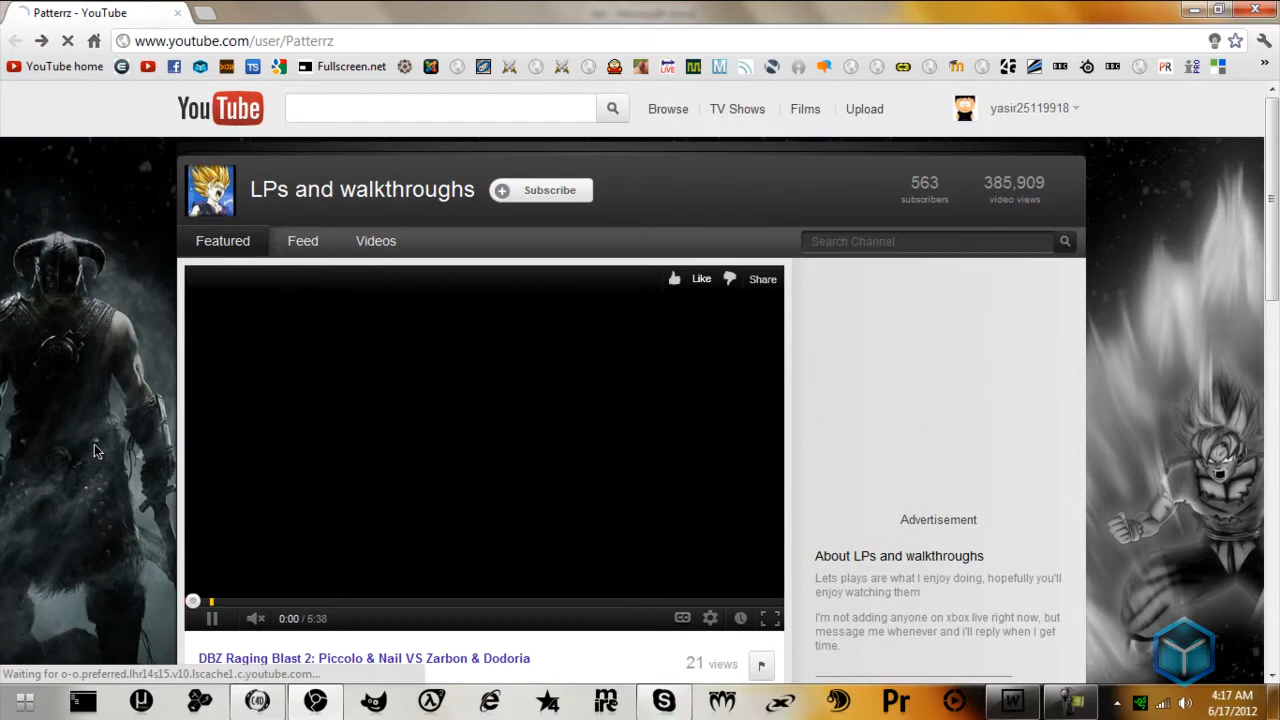 Patterrz - YouTube
www.youtube.com/user/Patterrz
YouTube home
Fullscreen.net
YouTube
Browse
TV Shows
Films
Upload
yasir25119918
LPs and walkthroughs
Subscribe
563
subscribers
385,909
video views
Featured
Feed
Videos
Search Channel
Like
Share
0:00 / 5:38
DBZ Raging Blast 2: Piccolo & Nail VS Zarbon & Dodoria
21 views
Advertisement
About LPs and walkthroughs
Lets plays are what I enjoy doing, hopefully you'll
enjoy watching them
I'm not adding anyone on xbox live right now, but
message me whenever and i'll reply when I get
time.
Waiting for o-o.preferred.lhr14s15.v10.lscache1.c.youtube.com...
4:17 AM
6/17/2012